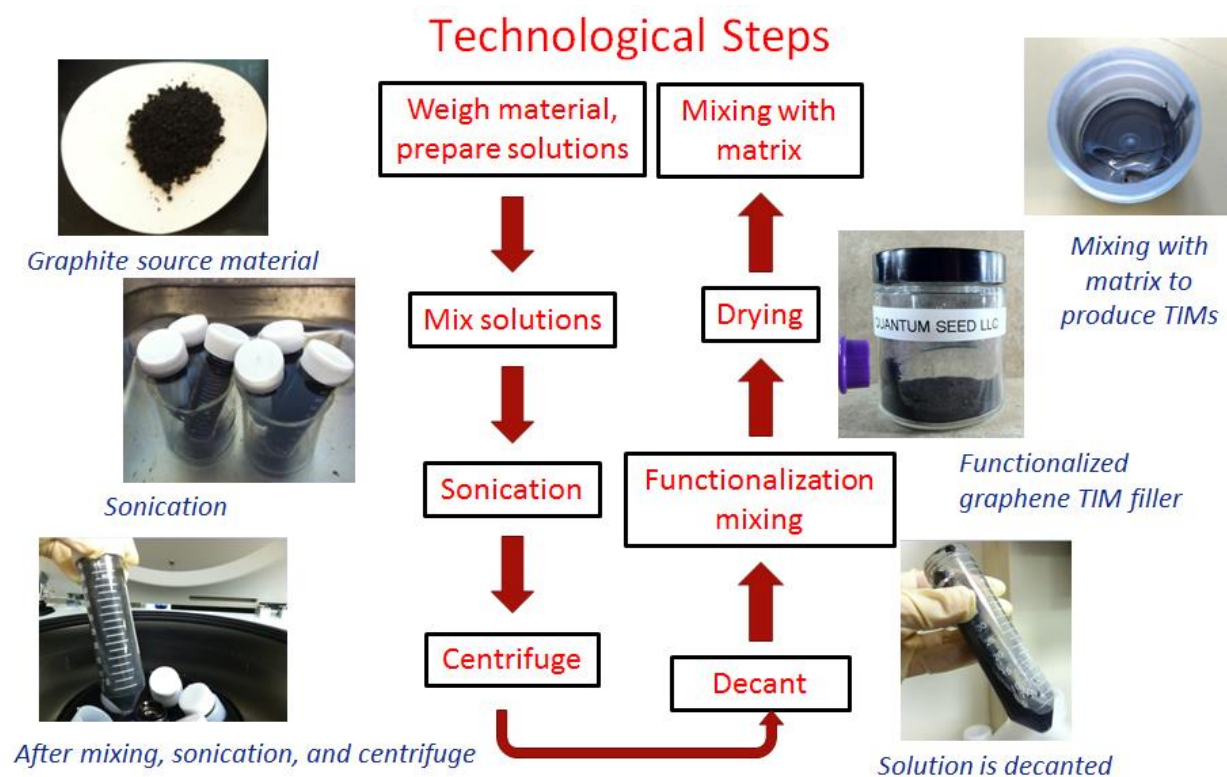 Technological Steps
Weigh material,
prepare solutions
Mix solutions
Sonication
Centrifuge
Decant
Functionalization
mixing
Drying
Mixing with
matrix
Graphite source material
Sonication
After mixing, sonication, and centrifuge
Mixing with
matrix to
produce TIMs
QUANTUM SEED LLC
Functionalized
graphene TIM filler
Solution is decanted